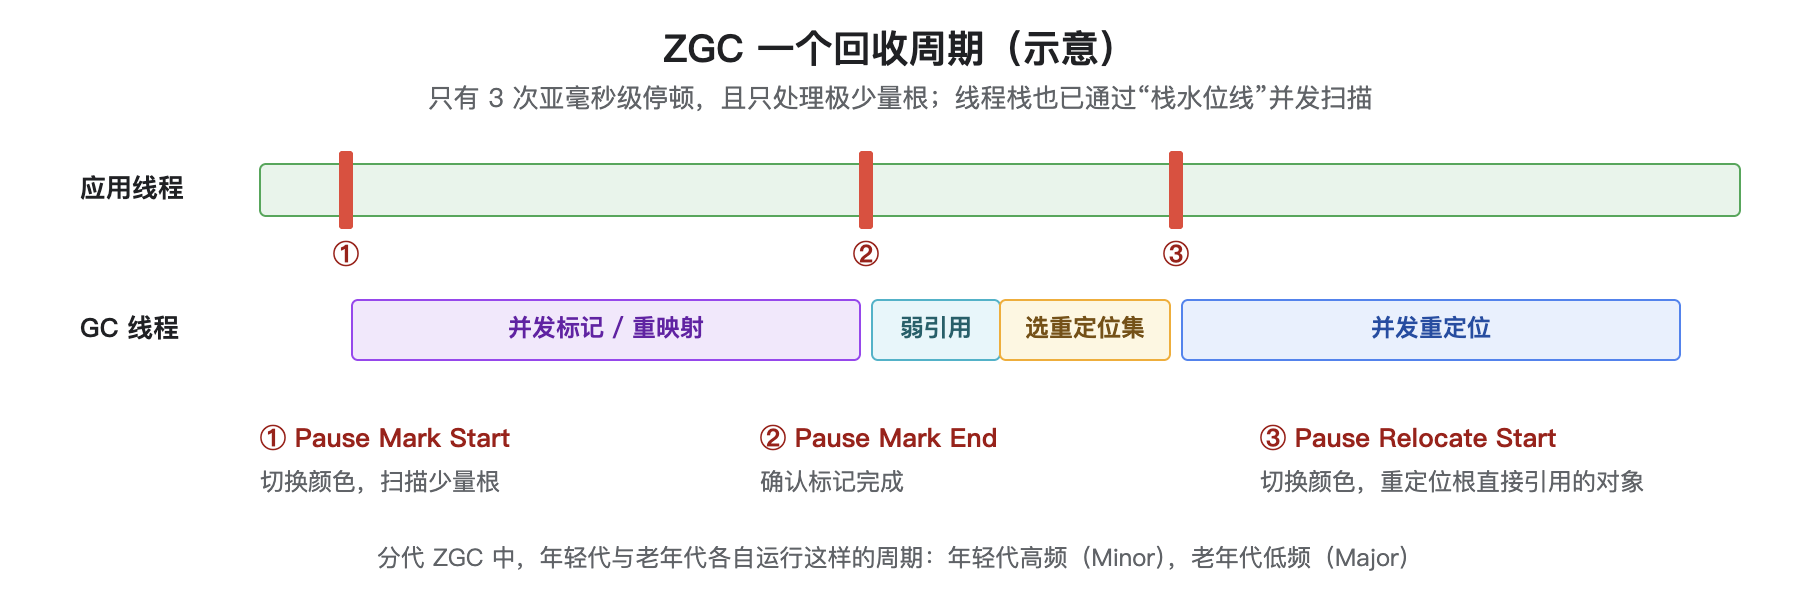 ZGC 一个回收周期（示意）
只有 3 次亚毫秒级停顿，且只处理极少量根；线程栈也已通过“栈水位线”并发扫描
应用线程
① ② ③
GC 线程
并发标记 / 重映射 弱引用 选重定位集 并发重定位
① Pause Mark Start ② Pause Mark End ③ Pause Relocate Start
切换颜色，扫描少量根 确认标记完成 切换颜色，重定位根直接引用的对象
分代 ZGC 中，年轻代与老年代各自运行这样的周期：年轻代高频（Minor），老年代低频（Major）